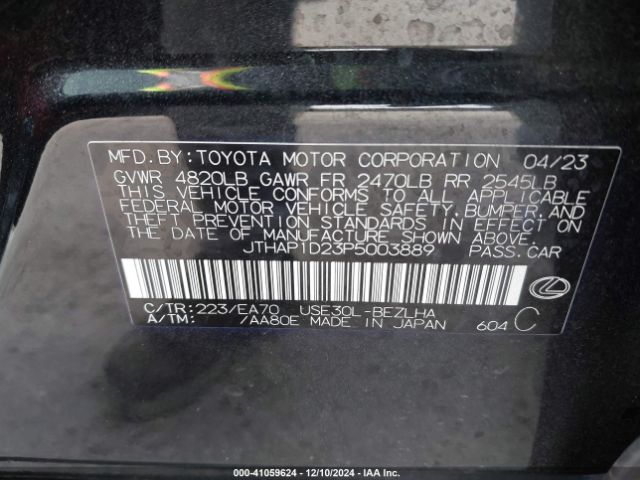 MFD. BY: TOYOTA MOTOR CORPORATION 04/23
GVWR 4820LB GAWR FR 2470LB RR 2545LB
THIS VEHICLE CONFORMS TO ALL APPLICABLE
FEDERAL MOTOR VEHICLE SAFETY, BUMPER, AND
THEFT PREVENTION STANDARDS IN EFFECT ON
THE DATE OF MANUFACTURE SHOWN ABOVE.
JTHAP1D23P5003889 PASS. CAR
C/TR: 223/EA70 USE30L-BEZLHA
A/TM: /AA80E MADE IN JAPAN 604 C
000-41059624 - 12/10/2024 - IAA Inc.